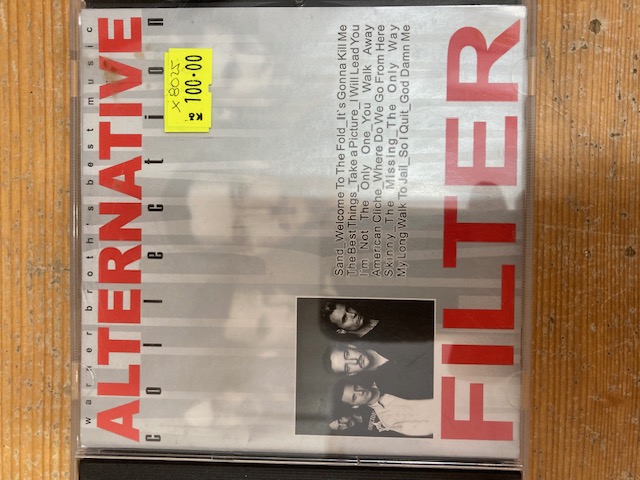 warner broth's best music
ALTERNATIVE
collection
x8025
Kč 100·00
Sand_Welcome To The Fold_It's Gonna Kill Me
The Best Things_Take a Picture_I Will Lead You
I'm Not The Only One_You Walk Away
American Cliche_Where Do We Go From Here
Skinny_The Missing_The Only Way
My Long Walk To Jail_So I Quit_God Damn Me
FILTER